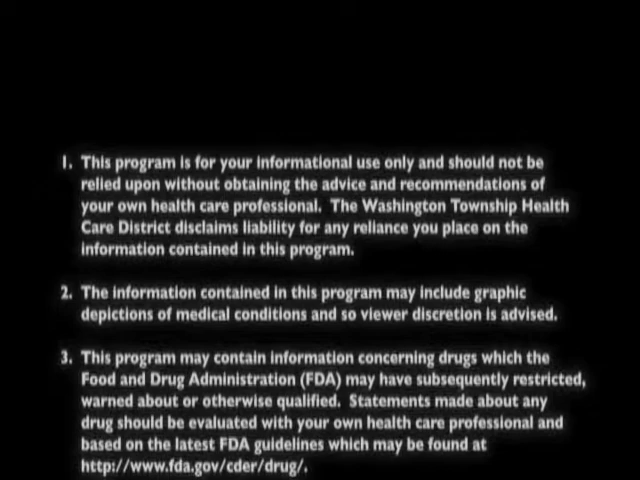 1. This program is for your informational use only and should not be
relied upon without obtaining the advice and recommendations of
your own health care professional. The Washington Township Health
Care District disclaims liability for any reliance you place on the
information contained in this program.
2. The information contained in this program may include graphic
depictions of medical conditions and so viewer discretion is advised.
3. This program may contain information concerning drugs which the
Food and Drug Administration (FDA) may have subsequently restricted,
warned about or otherwise qualified. Statements made about any
drug should be evaluated with your own health care professional and
based on the latest FDA guidelines which may be found at
http://www.fda.gov/cder/drug/.